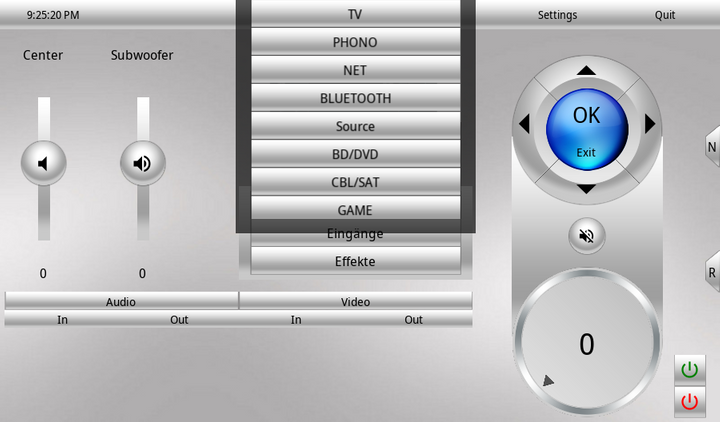 9:25:20 PM
Settings
Quit
Center
Subwoofer
TV
PHONO
NET
BLUETOOTH
Source
BD/DVD
CBL/SAT
GAME
Eingänge
Effekte
OK
Exit
N
R
0
0
0
Audio
Video
In
Out
In
Out